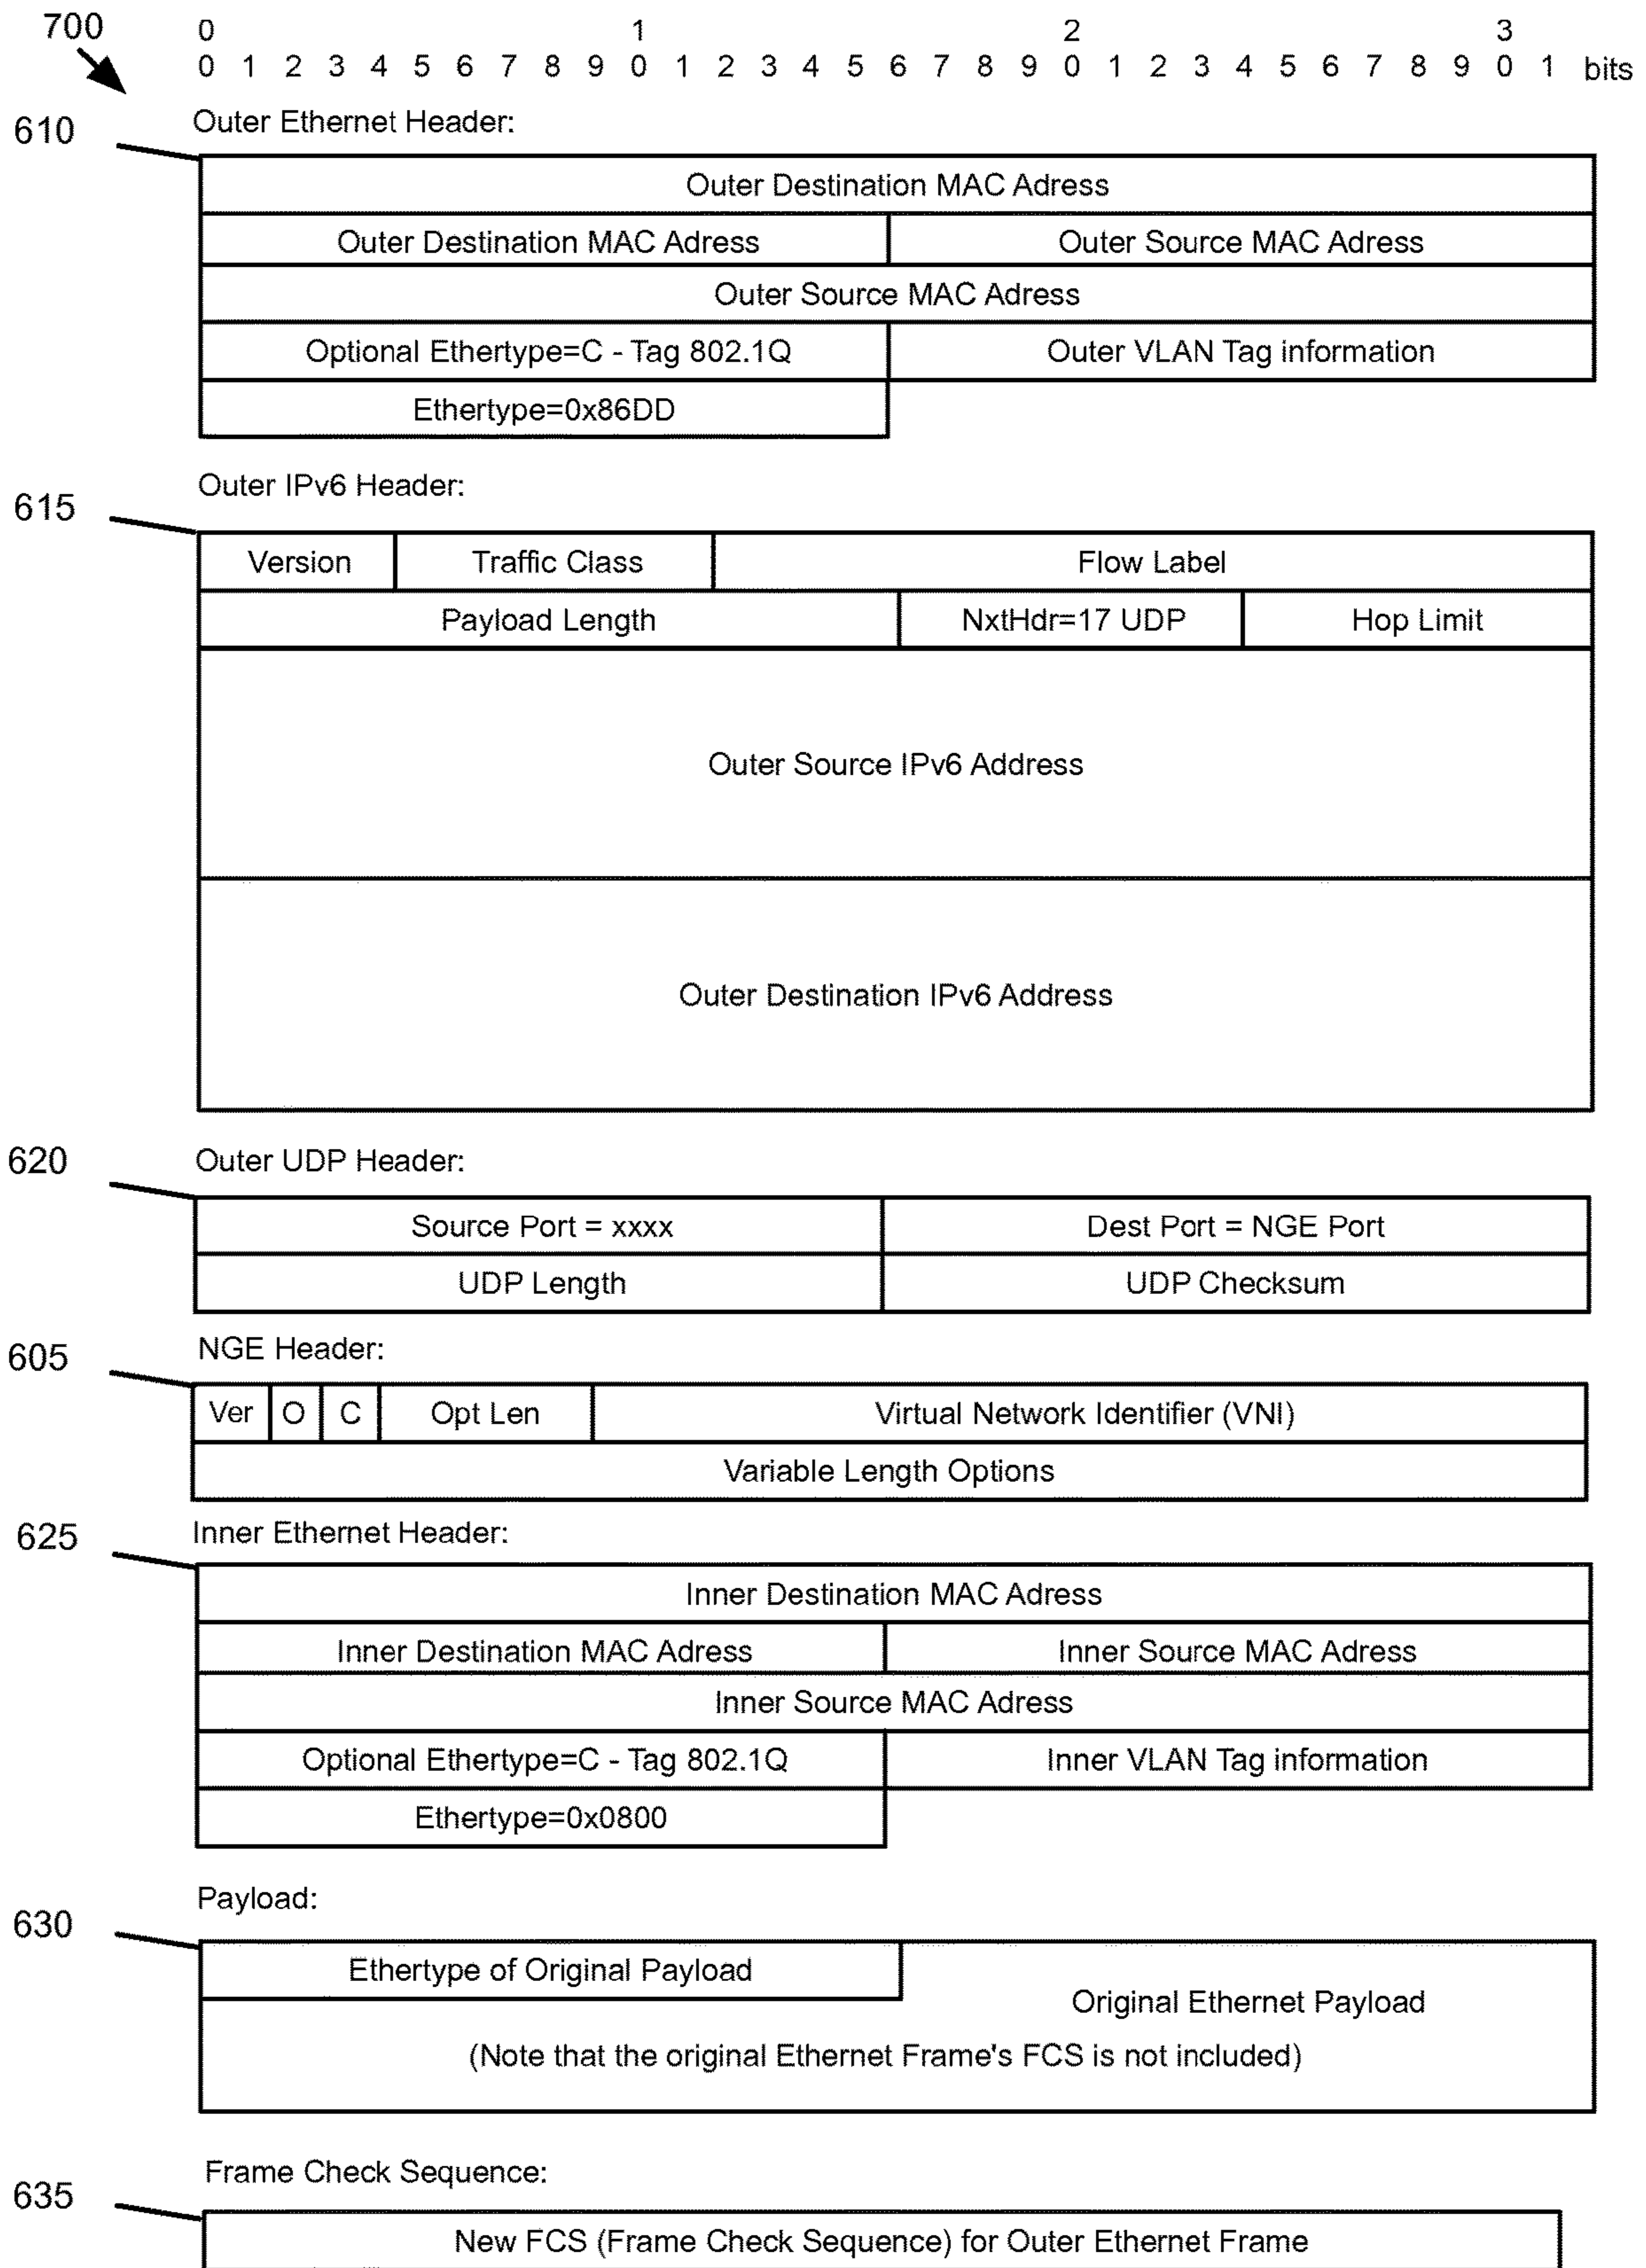 700
0 1 2 3
0 1 2 3 4 5 6 7 8 9 0 1 2 3 4 5 6 7 8 9 0 1 2 3 4 5 6 7 8 9 0 1 bits
610
Outer Ethernet Header:
Outer Destination MAC Adress
Outer Destination MAC Adress Outer Source MAC Adress
Outer Source MAC Adress
Optional Ethertype=C - Tag 802.1Q Outer VLAN Tag information
Ethertype=0x86DD
615
Outer IPv6 Header:
Version Traffic Class Flow Label
Payload Length NxtHdr=17 UDP Hop Limit
Outer Source IPv6 Address
Outer Destination IPv6 Address
620
Outer UDP Header:
Source Port = xxxx Dest Port = NGE Port
UDP Length UDP Checksum
605
NGE Header:
Ver O C Opt Len Virtual Network Identifier (VNI)
Variable Length Options
625
Inner Ethernet Header:
Inner Destination MAC Adress
Inner Destination MAC Adress Inner Source MAC Adress
Inner Source MAC Adress
Optional Ethertype=C - Tag 802.1Q Inner VLAN Tag information
Ethertype=0x0800
630
Payload:
Ethertype of Original Payload
Original Ethernet Payload
(Note that the original Ethernet Frame's FCS is not included)
635
Frame Check Sequence:
New FCS (Frame Check Sequence) for Outer Ethernet Frame